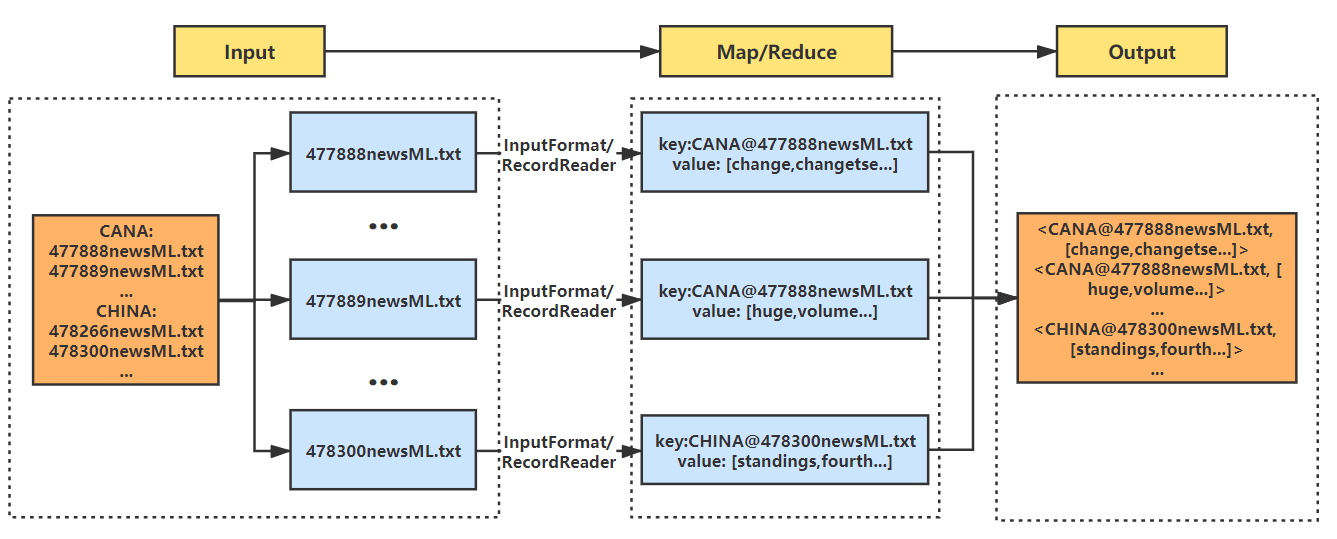 Input
Map/Reduce
Output
CANA:
477888newsML.txt
477889newsML.txt
...
CHINA:
478266newsML.txt
478300newsML.txt
...
477888newsML.txt
...
477889newsML.txt
...
478300newsML.txt
InputFormat/
RecordReader
InputFormat/
RecordReader
InputFormat/
RecordReader
key:CANA@477888newsML.txt
value: [change,changetse...]
key:CANA@477888newsML.txt
value: [huge,volume...]
key:CHINA@478300newsML.txt
value: [standings,fourth...]
<CANA@477888newsML.txt,
[change,changetse...]>
<CANA@477888newsML.txt, [
huge,volume...]>
...
<CHINA@478300newsML.txt,
[standings,fourth...]>
...